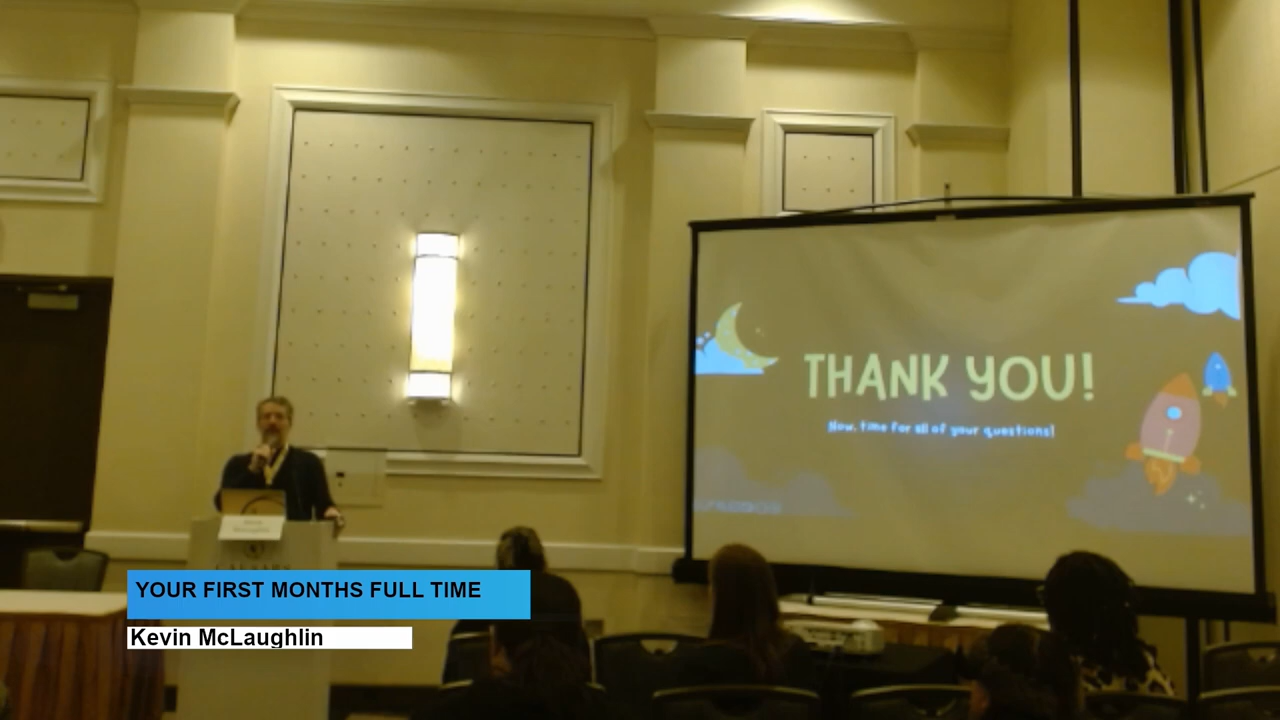 THANK YOU!
Now, time for all of your questions!
YOUR FIRST MONTHS FULL TIME
Kevin McLaughlin